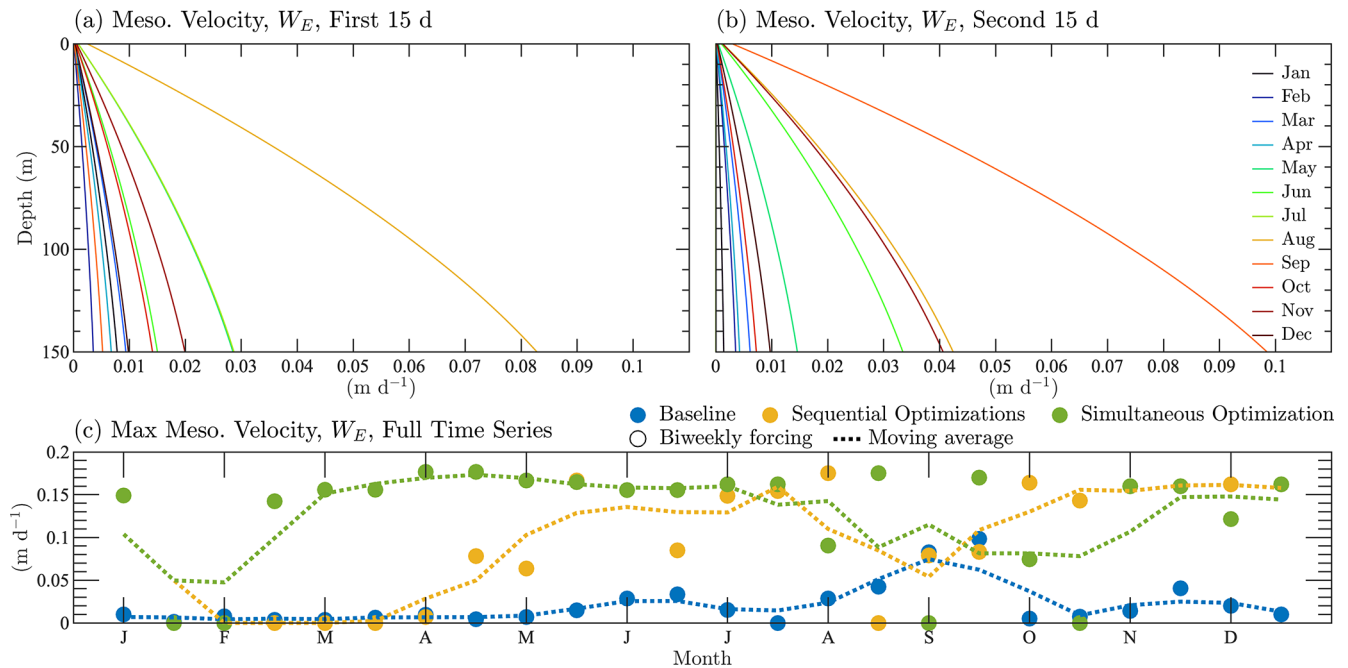 (a) Meso. Velocity, W_E, First 15 d
(b) Meso. Velocity, W_E, Second 15 d
Depth (m)
0
50
100
150
0 0.01 0.02 0.03 0.04 0.05 0.06 0.07 0.08 0.09 0.1
(m d⁻¹)
Jan
Feb
Mar
Apr
May
Jun
Jul
Aug
Sep
Oct
Nov
Dec
0 0.01 0.02 0.03 0.04 0.05 0.06 0.07 0.08 0.09 0.1
(m d⁻¹)
Baseline Sequential Optimizations Simultaneous Optimization
Biweekly forcing Moving average
(c) Max Meso. Velocity, W_E, Full Time Series
(m d⁻¹)
0.2
0.15
0.1
0.05
0
J F M A M J J A S O N D
Month